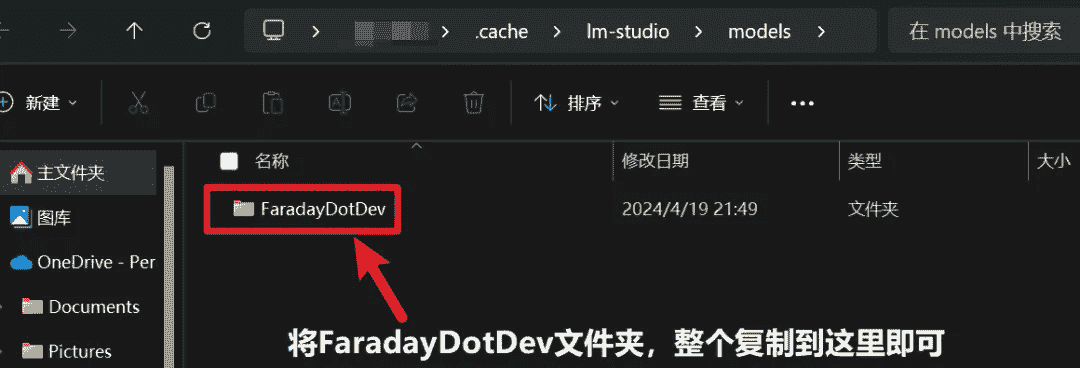 .cache > lm-studio > models > 在 models 中搜索
新建 排序 查看 •••
名称 修改日期 类型 大小
主文件夹
FaradayDotDev 2024/4/19 21:49 文件夹
图库
OneDrive - Per
Documents
将FaradayDotDev文件夹，整个复制到这里即可
Pictures